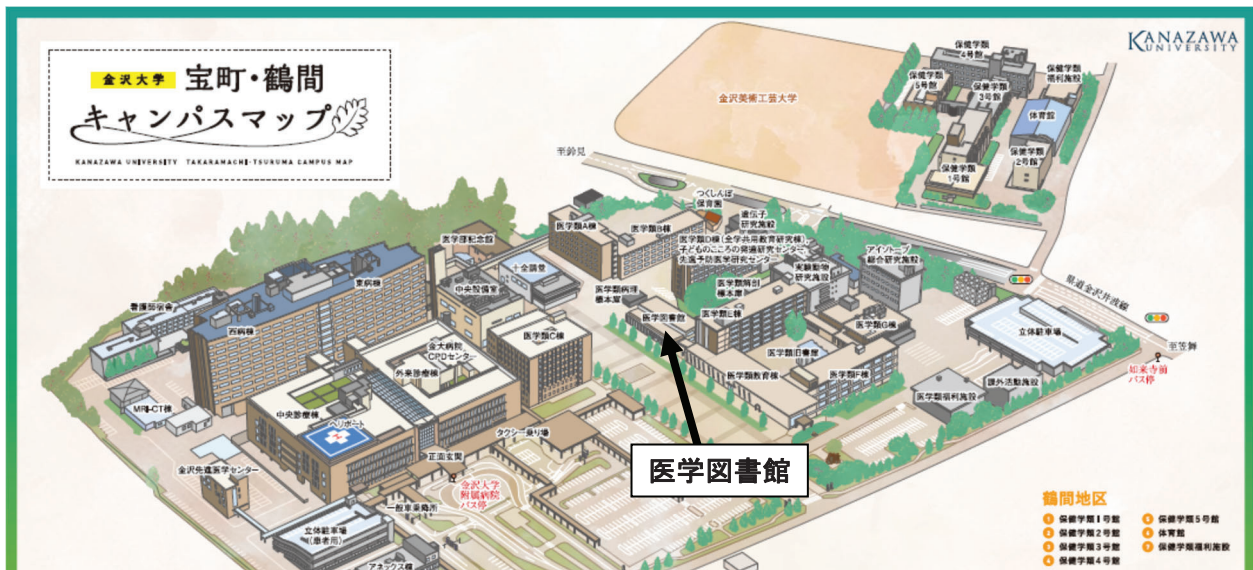 金沢大学 宝町・鶴間
キャンパスマップ
KANAZAWA UNIVERSITY TAKARAMACHI-TSURUMA CAMPUS MAP
KANAZAWA
UNIVERSITY
保健学類
4号館
保健学類
5号館
保健学類
3号館
保健学類
福利施設
体育館
保健学類
2号館
保健学類
1号館
金沢美術工芸大学
至鈴見
つくしんぼ
保育園
遺伝子
研究施設
医学類A棟
医学類B棟
医学類D棟(全学共用教育研究棟)、
子どものこころの発達研究センター、
先進予防医学研究センター
アイソトープ
総合研究施設
実験動物
研究施設
医学部記念館
十全講堂
中央設備室
医学類病理
標本庫
医学類解剖
標本庫
医学図書館
医学類E棟
医学類G棟
県道金沢井波線
立体駐車場
至笠舞
如来寺前
バス停
東病棟
西病棟
看護師宿舎
金大病院
CPDセンター
外来診療棟
医学類C棟
医学類旧書庫
医学類教育棟
医学類F棟
課外活動施設
医学類福利施設
MRI-CT棟
中央診療棟
ヘリポート
タクシー乗り場
正面玄関
医学図書館
金沢先進医学センター
金沢大学
附属病院
バス停
一般車乗降所
立体駐車場
(患者用)
アネックス棟
鶴間地区
1 保健学類1号館
2 保健学類2号館
3 保健学類3号館
4 保健学類4号館
保健学類5号館
体育館
保健学類福利施設